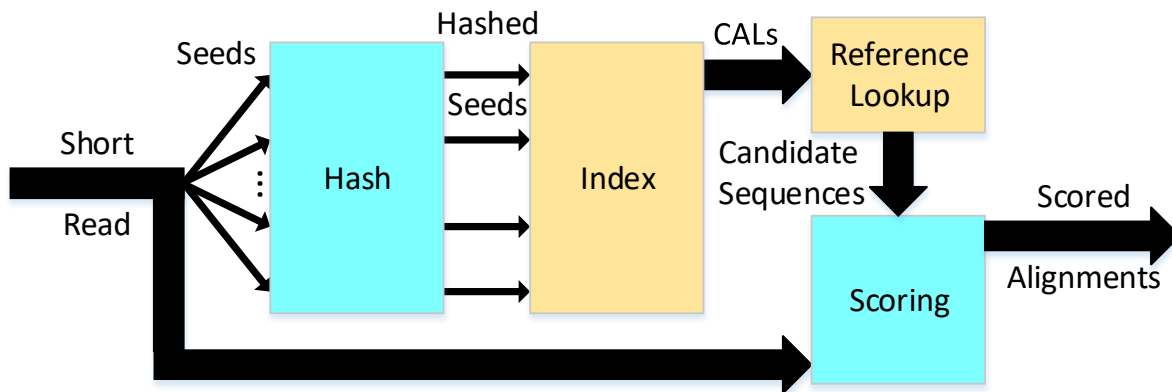 Short
Read
Seeds
⋮
Hash
Hashed
Seeds
Index
CALs
Reference
Lookup
Candidate
Sequences
Scoring
Scored
Alignments